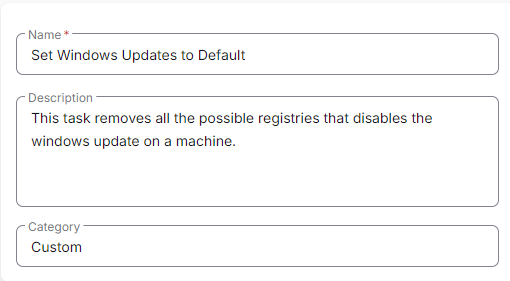 Name *
Set Windows Updates to Default
Description
This task removes all the possible registries that disables the
windows update on a machine.
Category
Custom